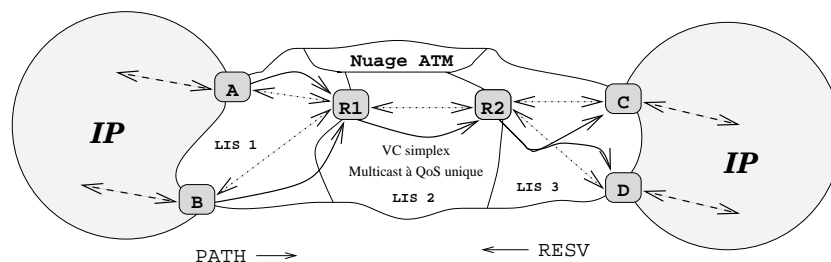 Nuage ATM
A
R1
R2
C
IP
IP
LIS 1
VC simplex
Multicast à QoS unique
B
LIS 2
LIS 3
D
PATH
RESV